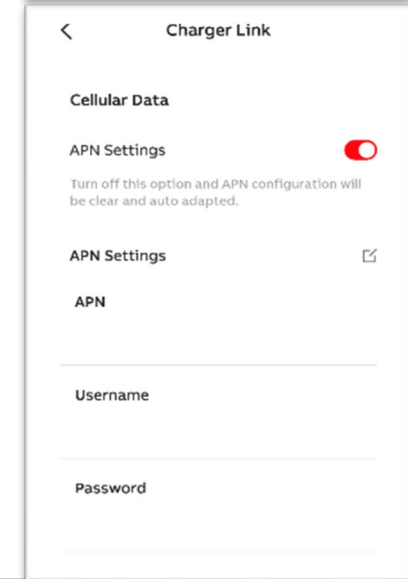 Charger Link
Cellular Data
APN Settings
Turn off this option and APN configuration will
be clear and auto adapted.
APN Settings
APN
Username
Password